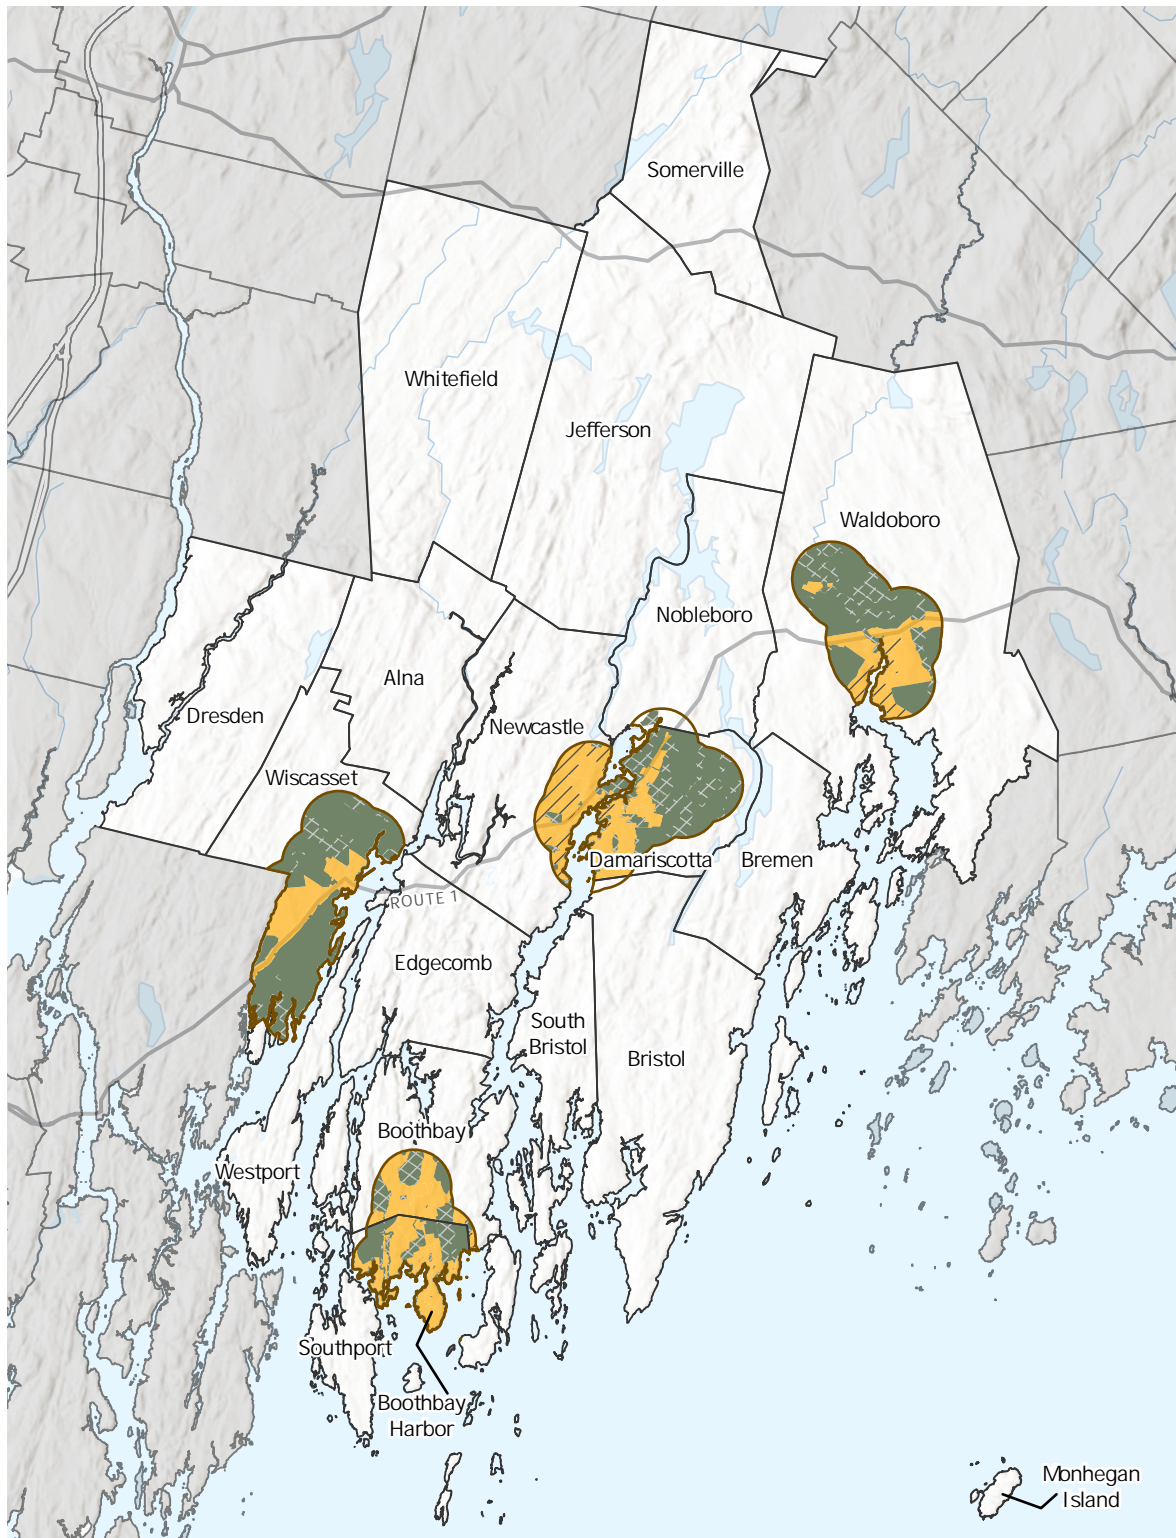 Somerville
Whitefield
Jefferson
Waldoboro
Nobleboro
Alna
Dresden
Newcastle
Wiscasset
Damariscotta
Bremen
ROUTE 1
Edgecomb
South
Bristol
Bristol
Boothbay
Westport
Southport
Boothbay
Harbor
Monhegan
Island